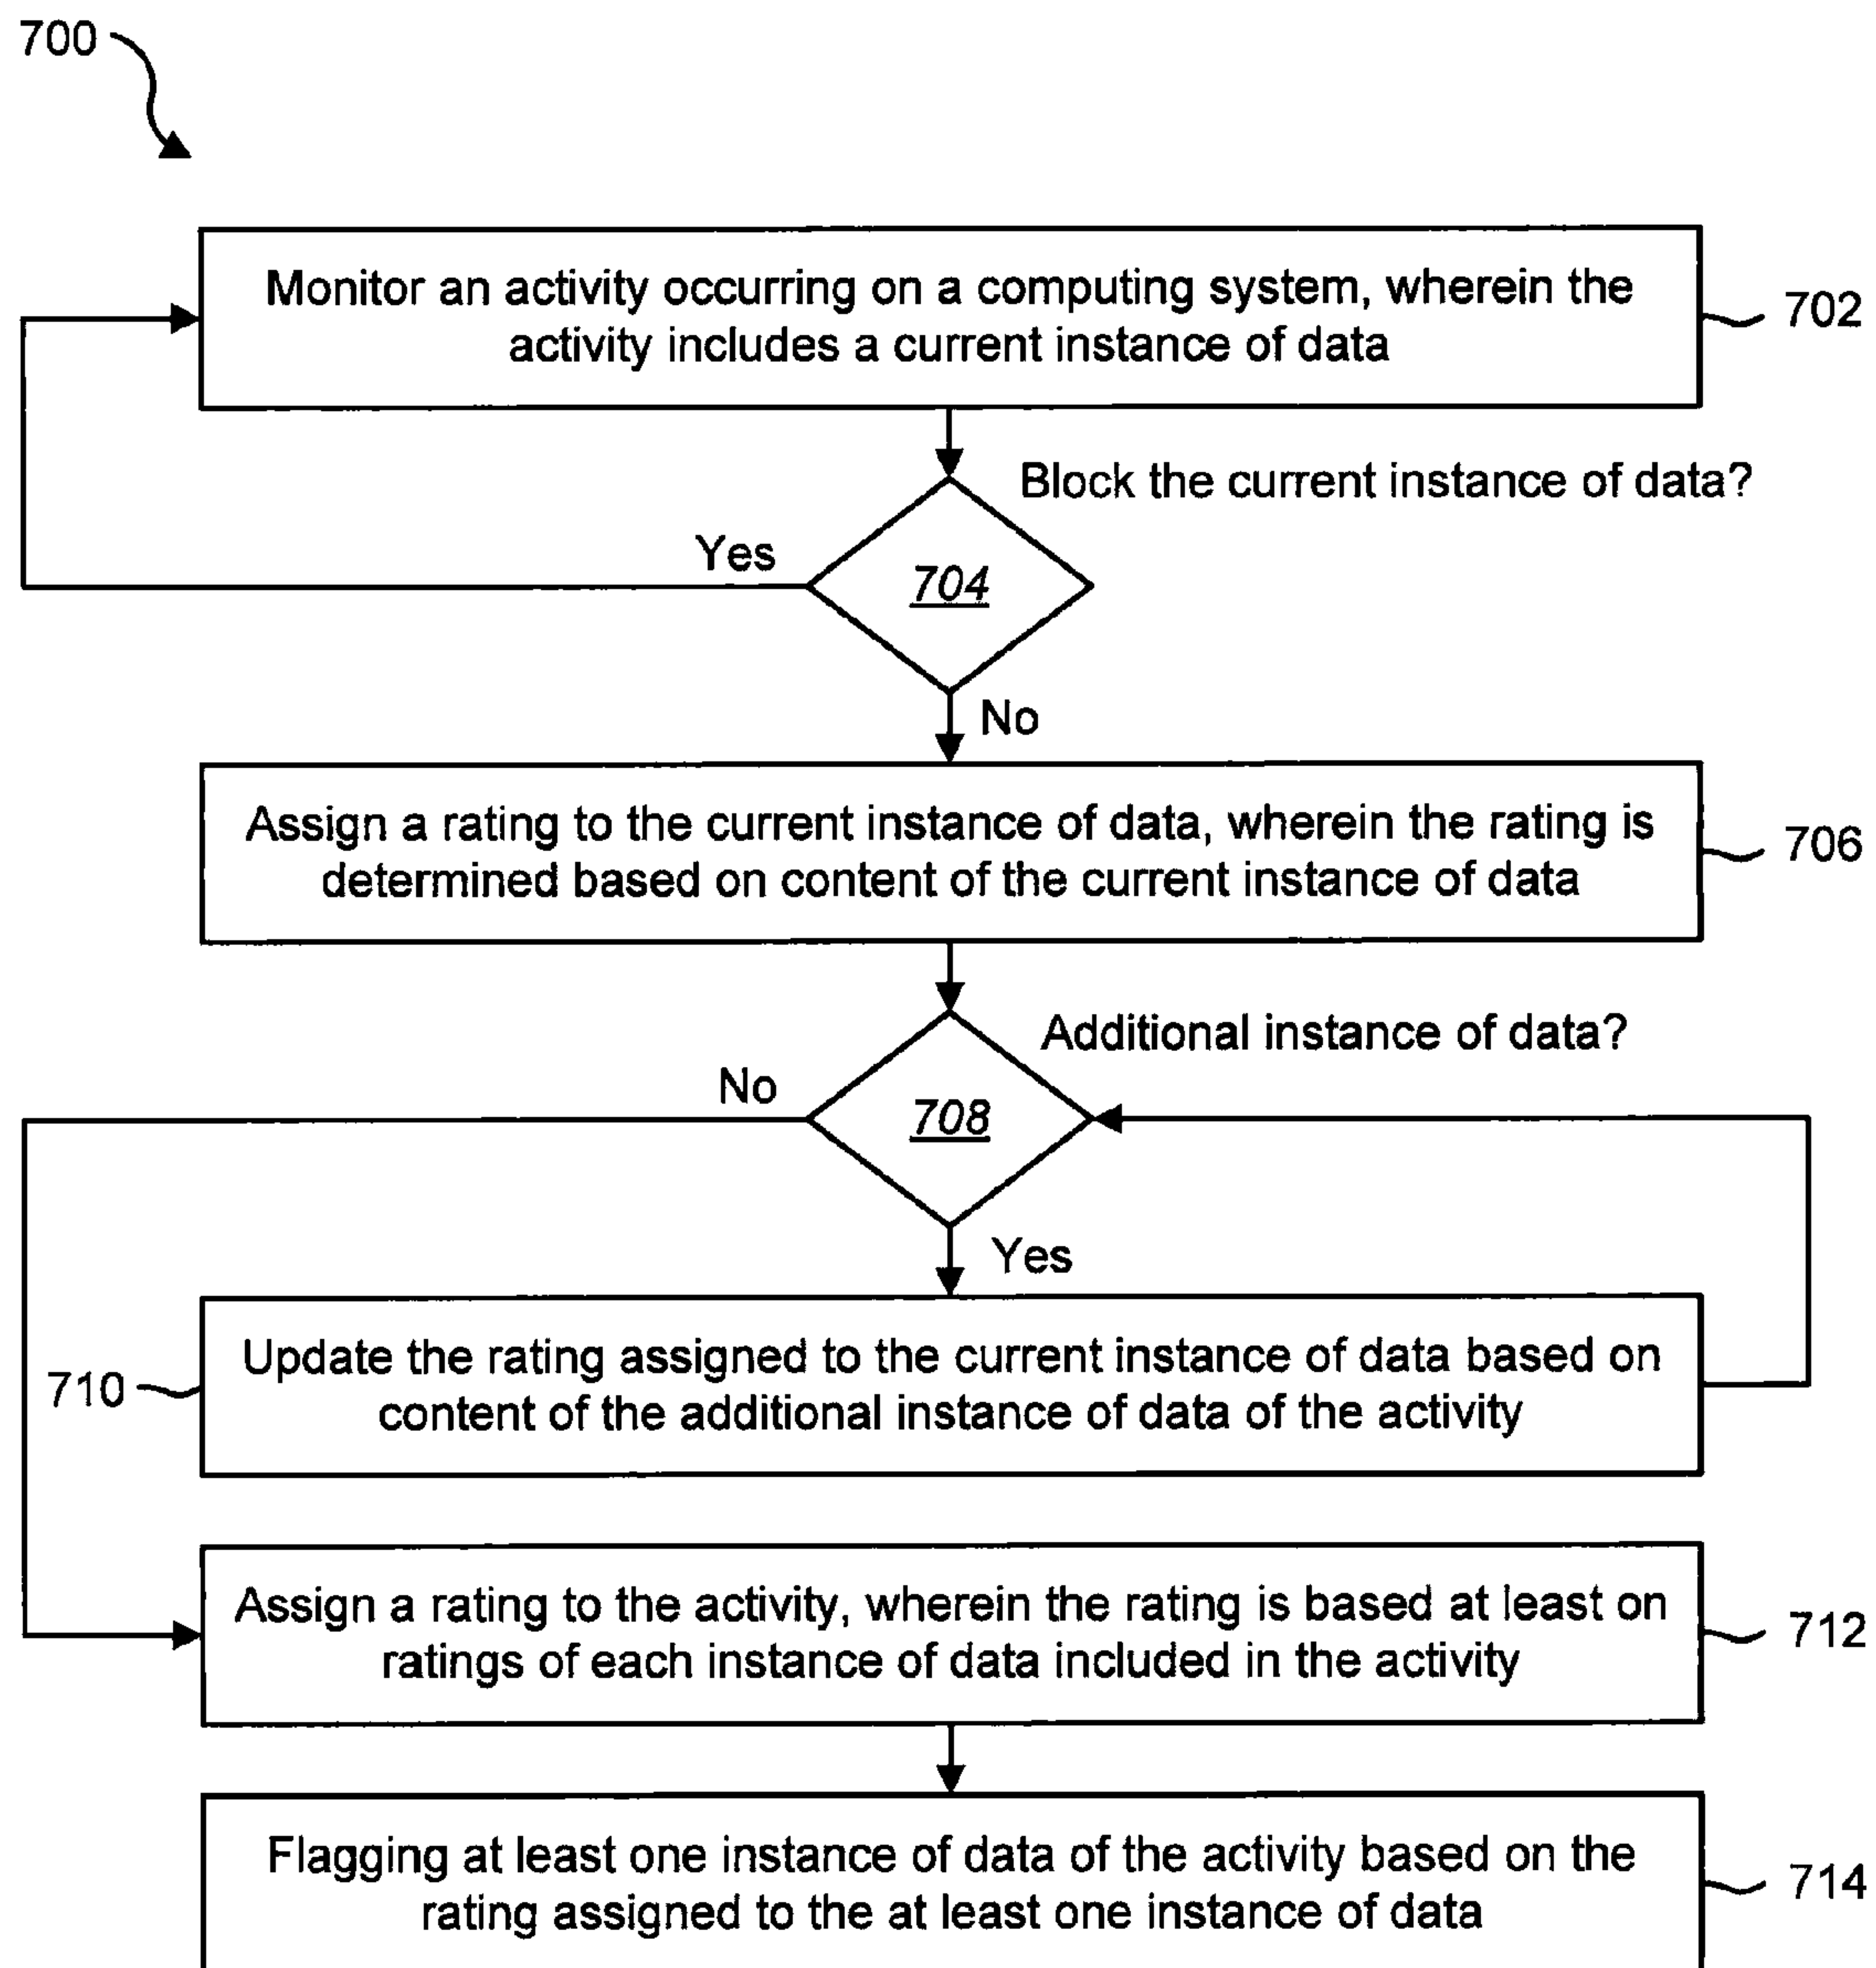 700
Monitor an activity occurring on a computing system, wherein the
activity includes a current instance of data
702
Block the current instance of data?
Yes
704
No
Assign a rating to the current instance of data, wherein the rating is
determined based on content of the current instance of data
706
Additional instance of data?
No
708
Yes
Update the rating assigned to the current instance of data based on
content of the additional instance of data of the activity
710
Assign a rating to the activity, wherein the rating is based at least on
ratings of each instance of data included in the activity
712
Flagging at least one instance of data of the activity based on the
rating assigned to the at least one instance of data
714